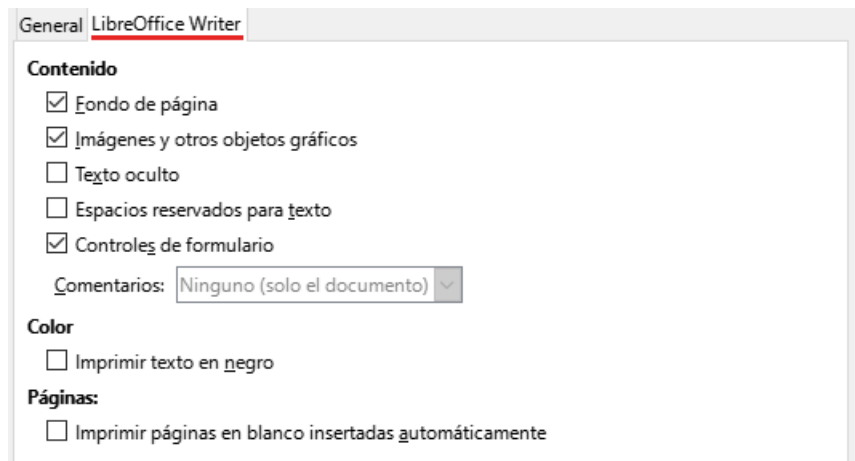 General LibreOffice Writer
Contenido
Fondo de página
Imágenes y otros objetos gráficos
Texto oculto
Espacios reservados para texto
Controles de formulario
Comentarios: Ninguno (solo el documento)
Color
Imprimir texto en negro
Páginas:
Imprimir páginas en blanco insertadas automáticamente